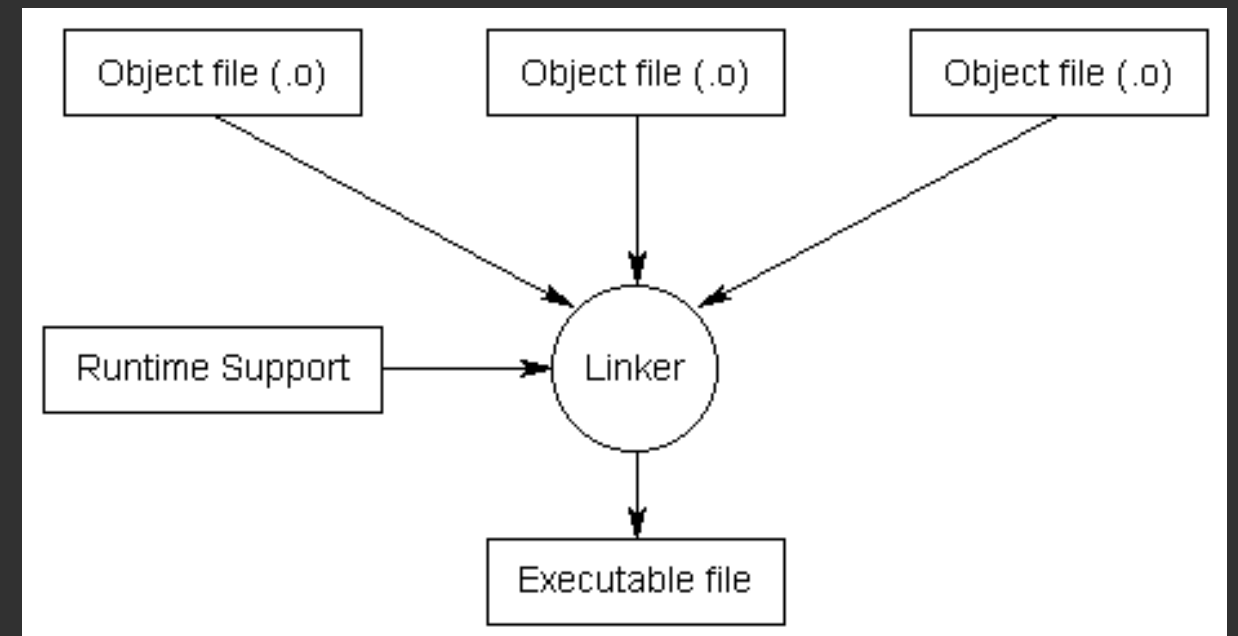 Object file (.o)
Object file (.o)
Object file (.o)
Runtime Support
Linker
Executable file